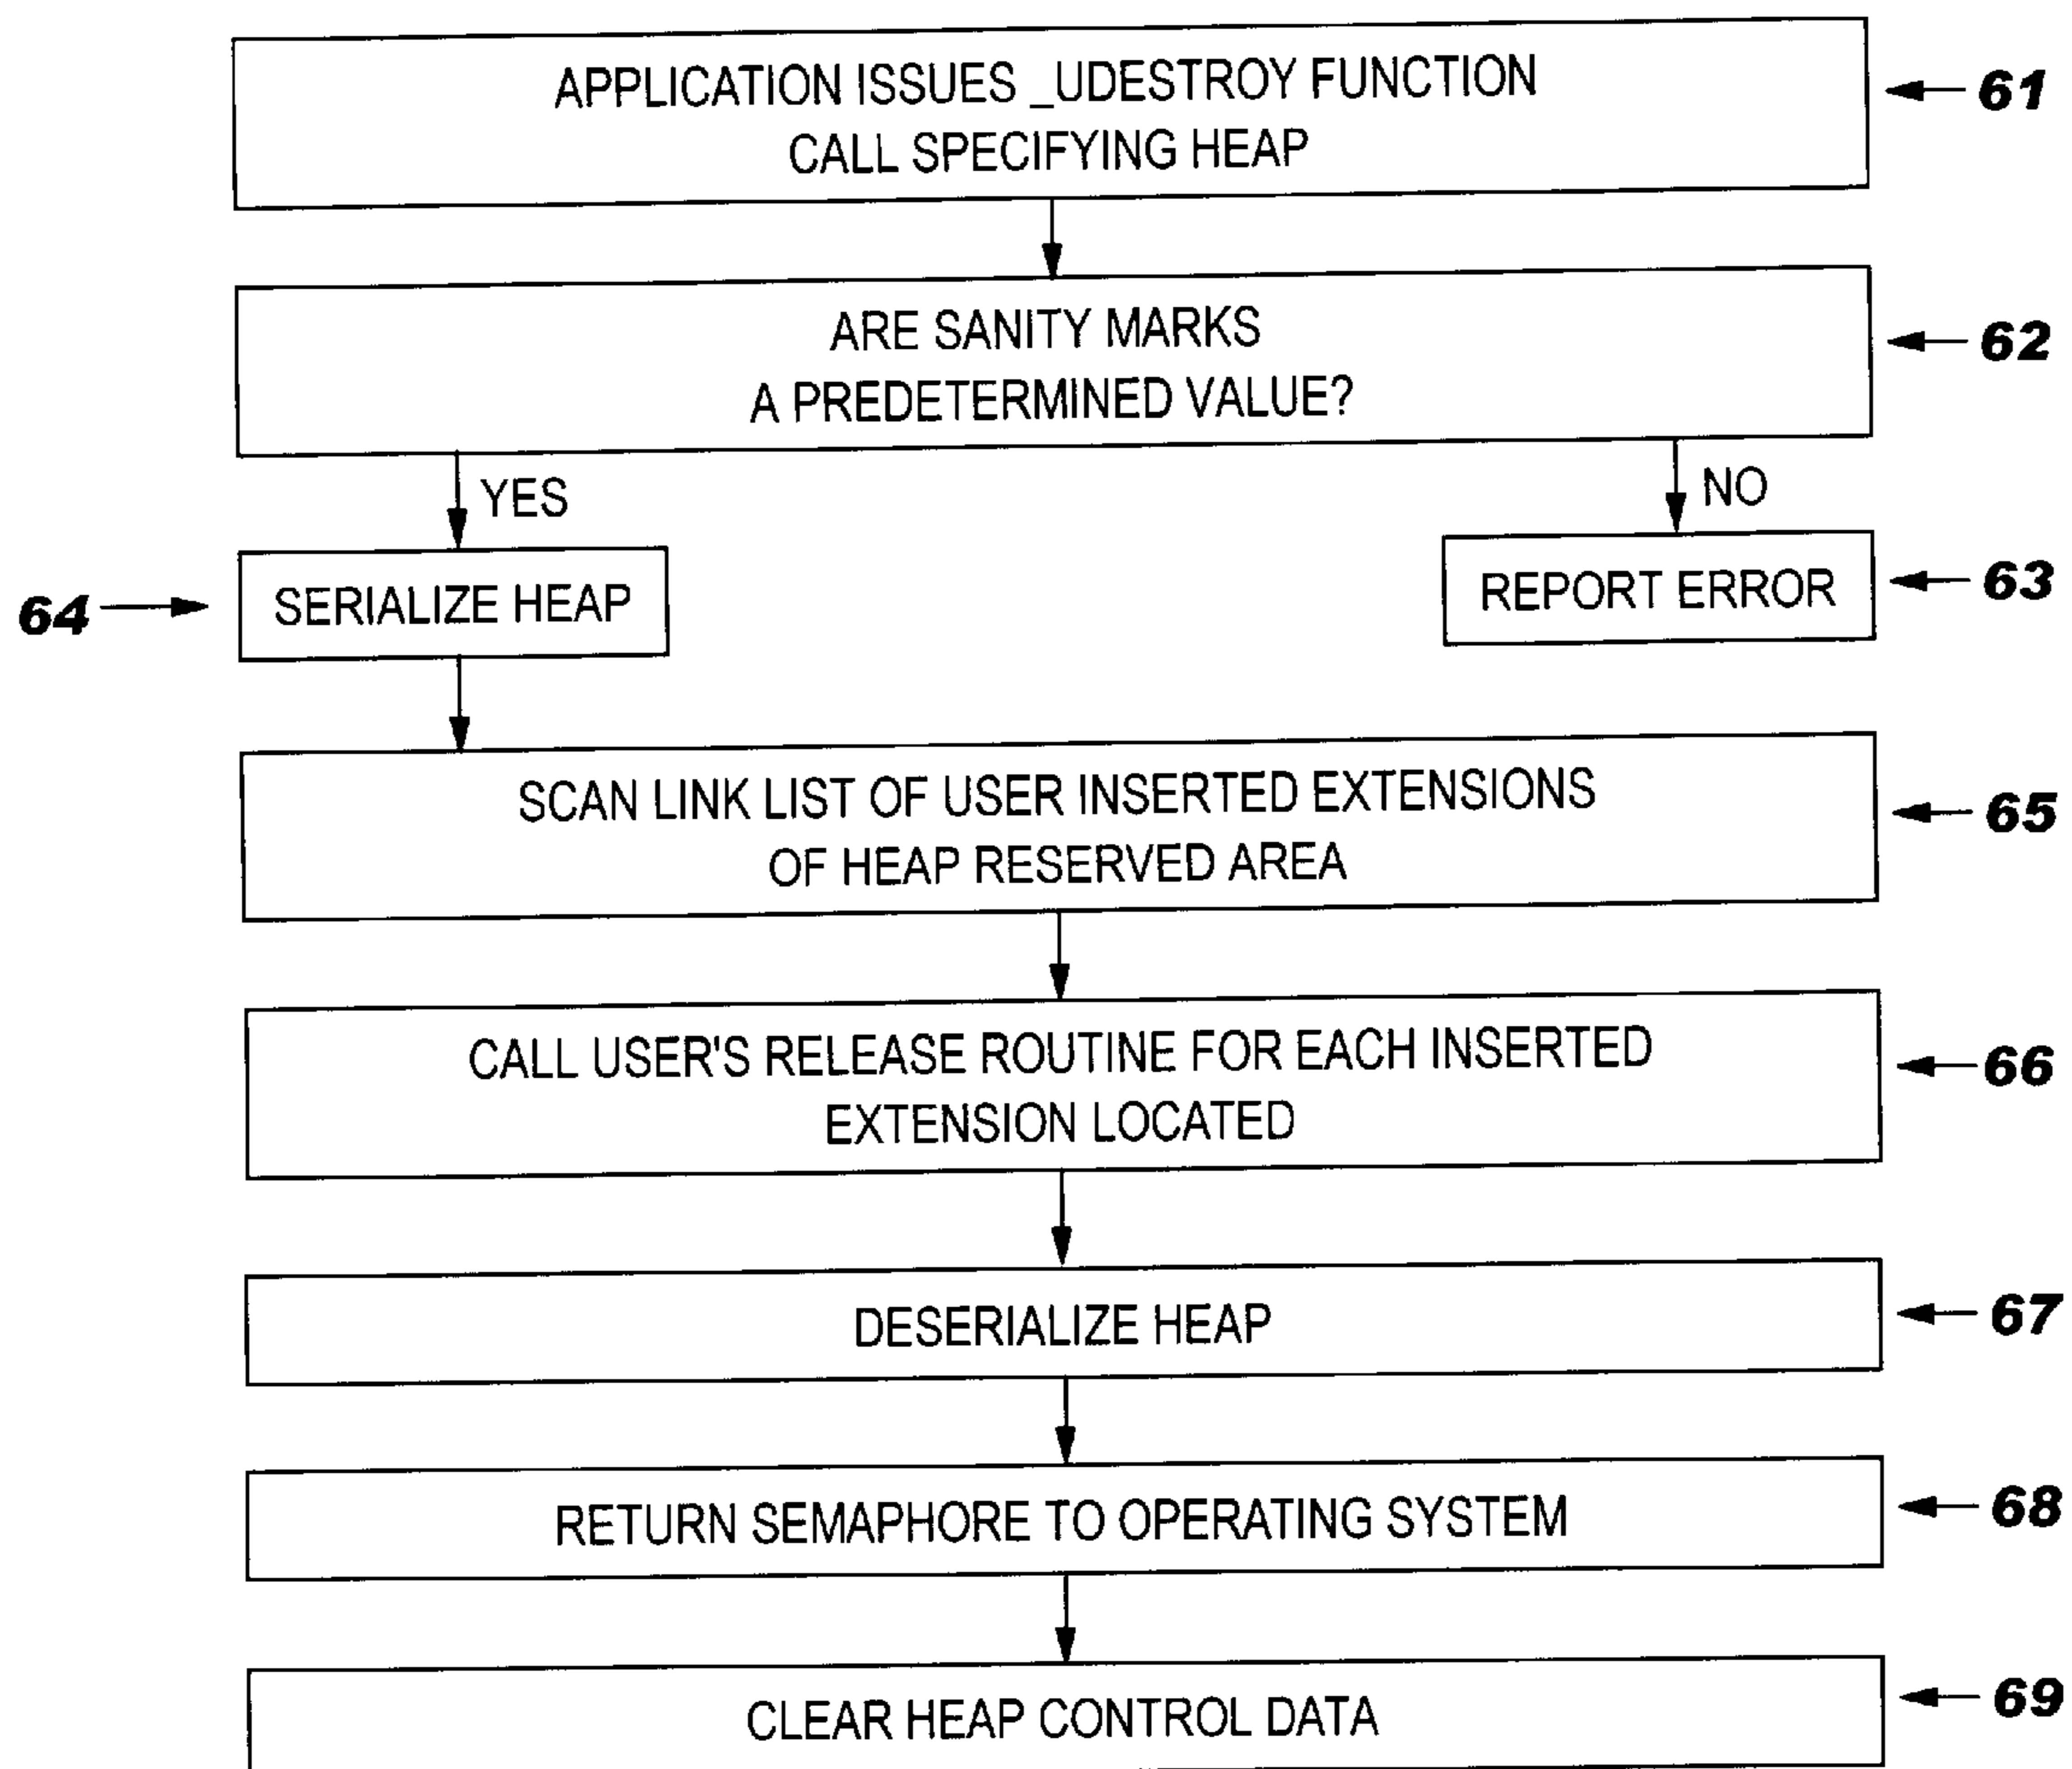 APPLICATION ISSUES _UDESTROY FUNCTION
CALL SPECIFYING HEAP
61
ARE SANITY MARKS
A PREDETERMINED VALUE?
62
YES
NO
64
SERIALIZE HEAP
REPORT ERROR
63
SCAN LINK LIST OF USER INSERTED EXTENSIONS
OF HEAP RESERVED AREA
65
CALL USER'S RELEASE ROUTINE FOR EACH INSERTED
EXTENSION LOCATED
66
DESERIALIZE HEAP
67
RETURN SEMAPHORE TO OPERATING SYSTEM
68
CLEAR HEAP CONTROL DATA
69